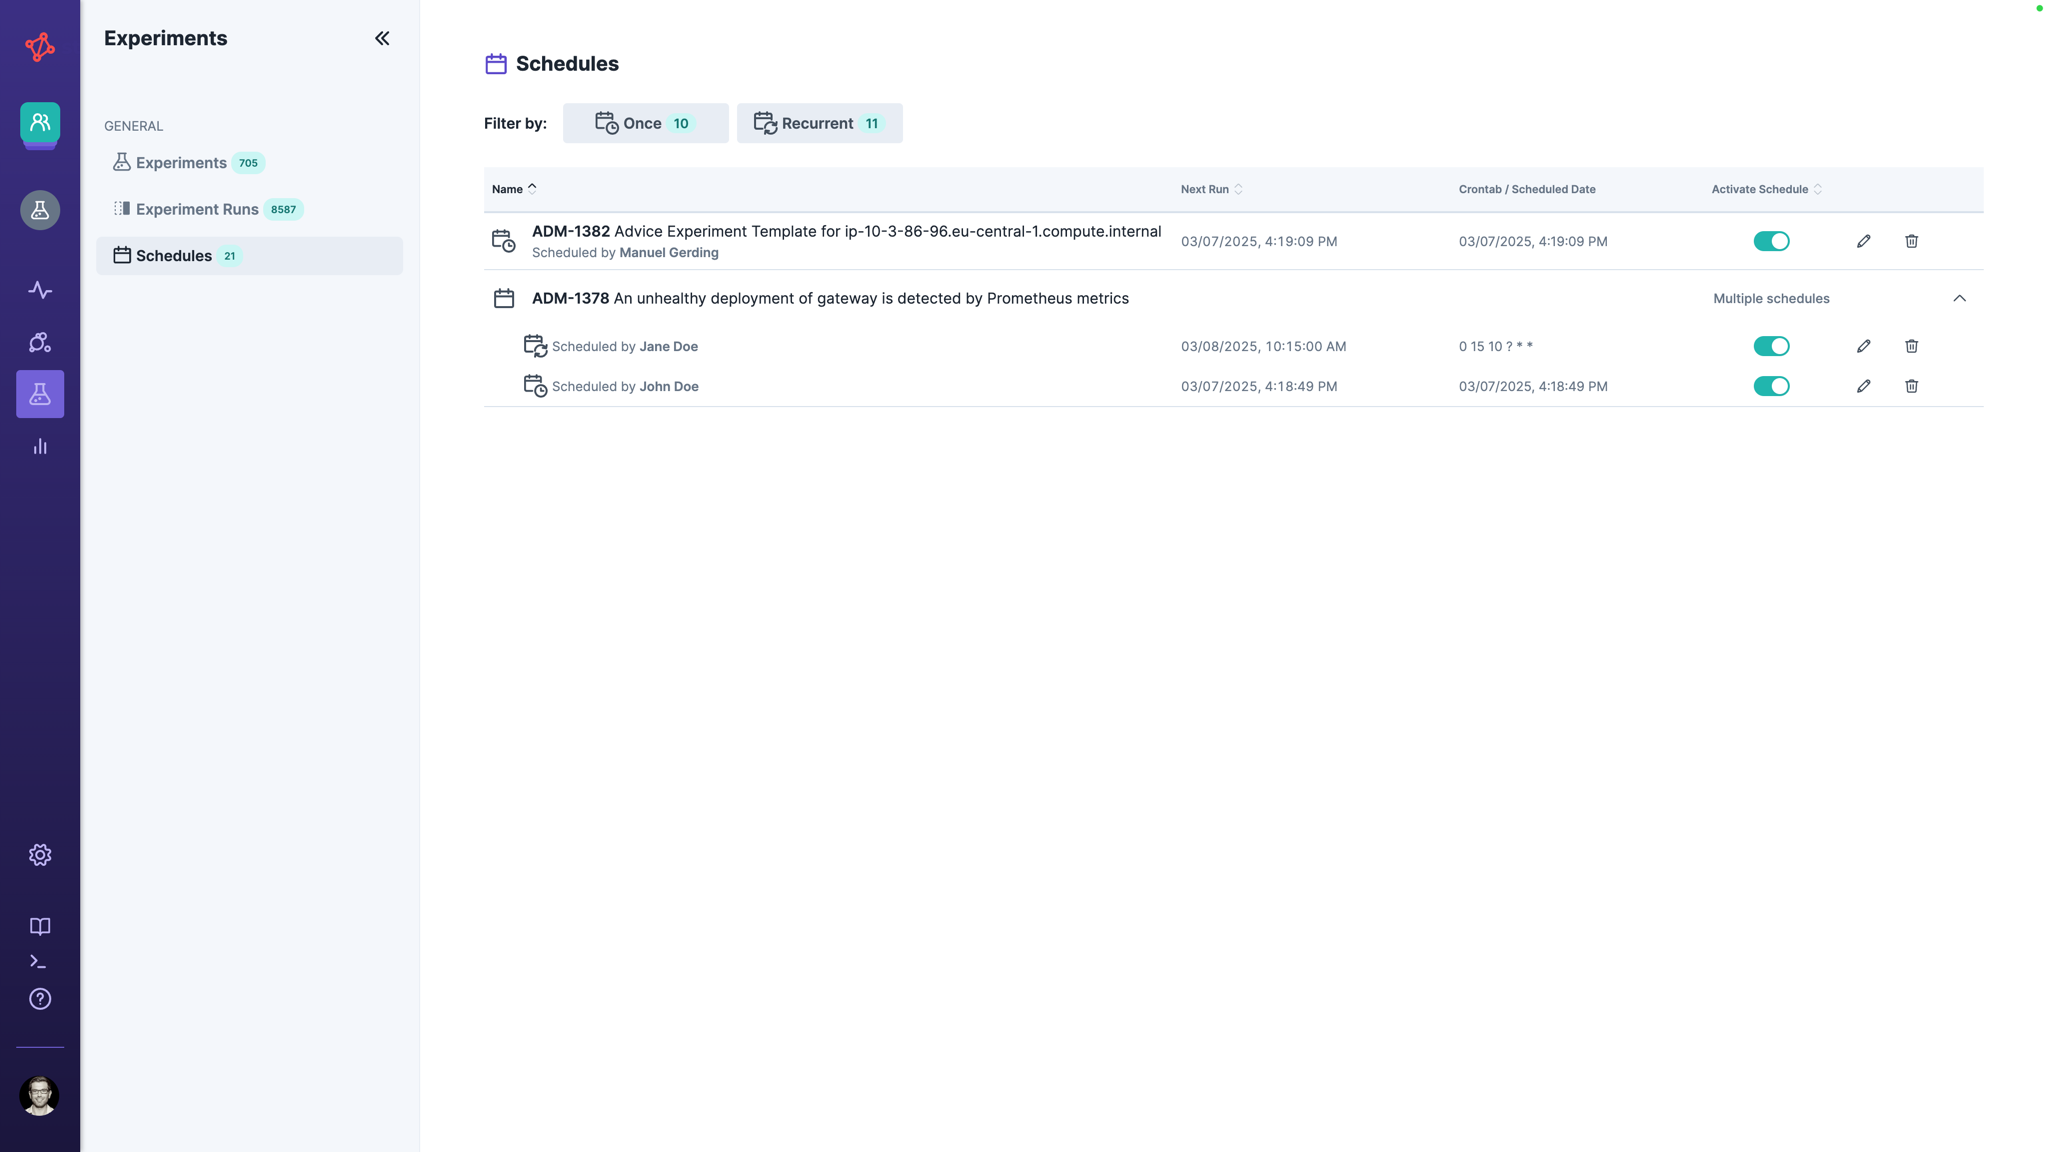 Experiments
GENERAL
Experiments 705
Experiment Runs 8587
Schedules 21
Schedules
Filter by: Once 10 Recurrent 11
Name Next Run Crontab / Scheduled Date Activate Schedule
ADM-1382 Advice Experiment Template for ip-10-3-86-96.eu-central-1.compute.internal
Scheduled by Manuel Gerding
03/07/2025, 4:19:09 PM 03/07/2025, 4:19:09 PM
ADM-1378 An unhealthy deployment of gateway is detected by Prometheus metrics Multiple schedules
Scheduled by Jane Doe 03/08/2025, 10:15:00 AM 0 15 10 ? * *
Scheduled by John Doe 03/07/2025, 4:18:49 PM 03/07/2025, 4:18:49 PM